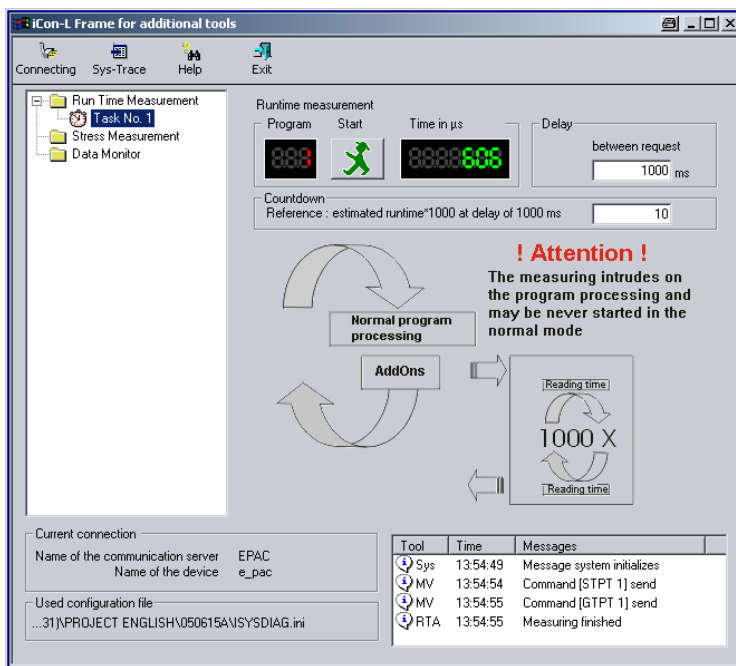 iCon-L Frame for additional tools
Connecting Sys-Trace Help Exit
Run Time Measurement
Task No. 1
Stress Measurement
Data Monitor
Runtime measurement
Program Start Time in µs
1 606
Delay
between request
1000 ms
Countdown
Reference : estimated runtime*1000 at delay of 1000 ms 10
! Attention !
The measuring intrudes on
the program processing and
may be never started in the
normal mode
Normal program
processing
AddOns
Reading time
1000 X
Reading time
Current connection
Name of the communication server EPAC
Name of the device e_pac
Used configuration file
...31)\PROJECT ENGLISH\050615A\ISYSDIAG.ini
Tool Time Messages
Sys 13:54:49 Message system initializes
MV 13:54:54 Command [STPT 1] send
MV 13:54:55 Command [GTPT 1] send
RTA 13:54:55 Measuring finished